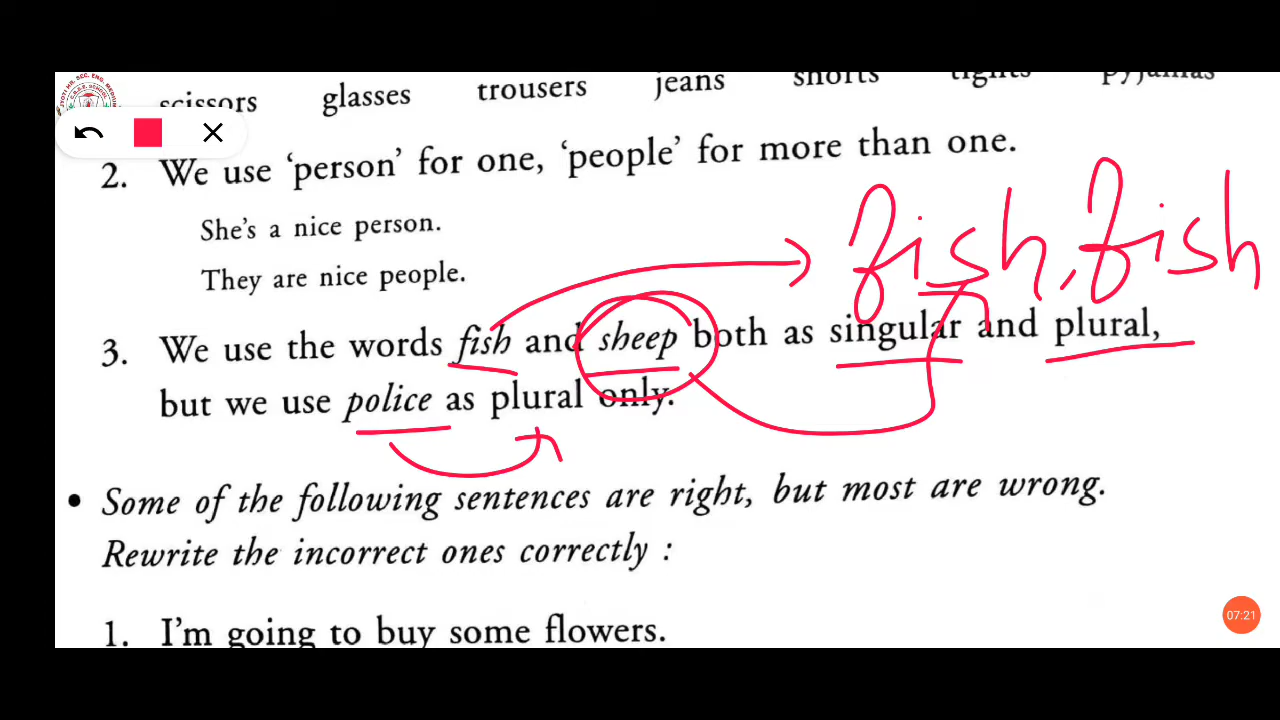 scissors glasses trousers jeans shorts tights pyjamas
2. We use ‘person’ for one, ‘people’ for more than one.
She's a nice person.
They are nice people.
fish, fish
3. We use the words fish and sheep both as singular and plural,
but we use police as plural only.
• Some of the following sentences are right, but most are wrong.
Rewrite the incorrect ones correctly :
1. I'm going to buy some flowers.
07:21